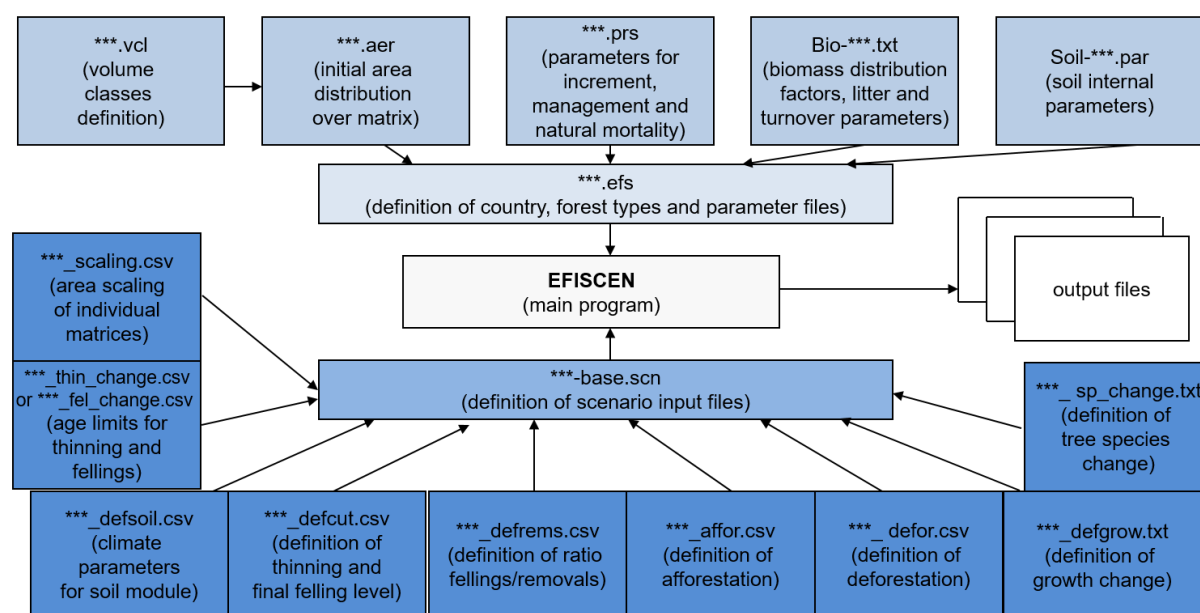 ***.vcl
(volume
classes
definition)
***.aer
(initial area
distribution
over matrix)
***.prs
(parameters for
increment,
management and
natural mortality)
Bio-***.txt
(biomass distribution
factors, litter and
turnover parameters)
Soil-***.par
(soil internal
parameters)
***.efs
(definition of country, forest types and parameter files)
***_scaling.csv
(area scaling
of individual
matrices)
EFISCEN
(main program)
output files
***_thin_change.csv
or ***_fel_change.csv
(age limits for
thinning and
fellings)
***-base.scn
(definition of scenario input files)
***_ sp_change.txt
(definition of
tree species
change)
***_defsoil.csv
(climate
parameters
for soil module)
***_defcut.csv
(definition of
thinning and
final felling level)
***_defrems.csv
(definition of ratio
fellings/removals)
***_affor.csv
(definition of
afforestation)
***_ defor.csv
(definition of
deforestation)
***_defgrow.txt
(definition of
growth change)